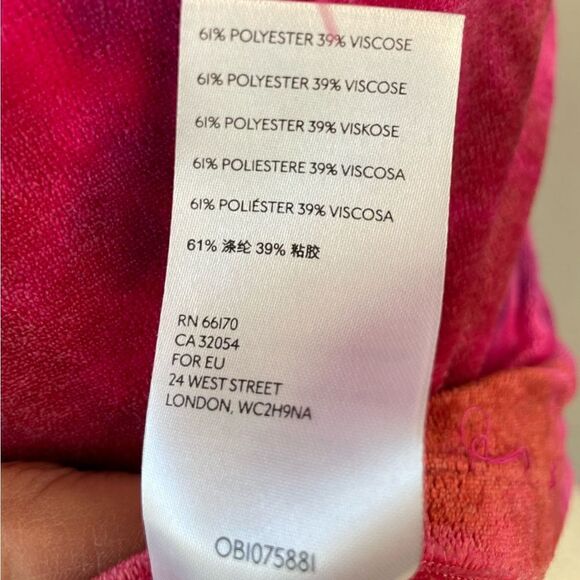 61% POLYESTER 39% VISCOSE
61% POLYESTER 39% VISCOSE
61% POLYESTER 39% VISKOSE
61% POLIESTERE 39% VISCOSA
61% POLIÉSTER 39% VISCOSA
61% 涤纶 39% 粘胶
RN 66170
CA 32054
FOR EU
24 WEST STREET
LONDON, WC2H9NA
OB1075881